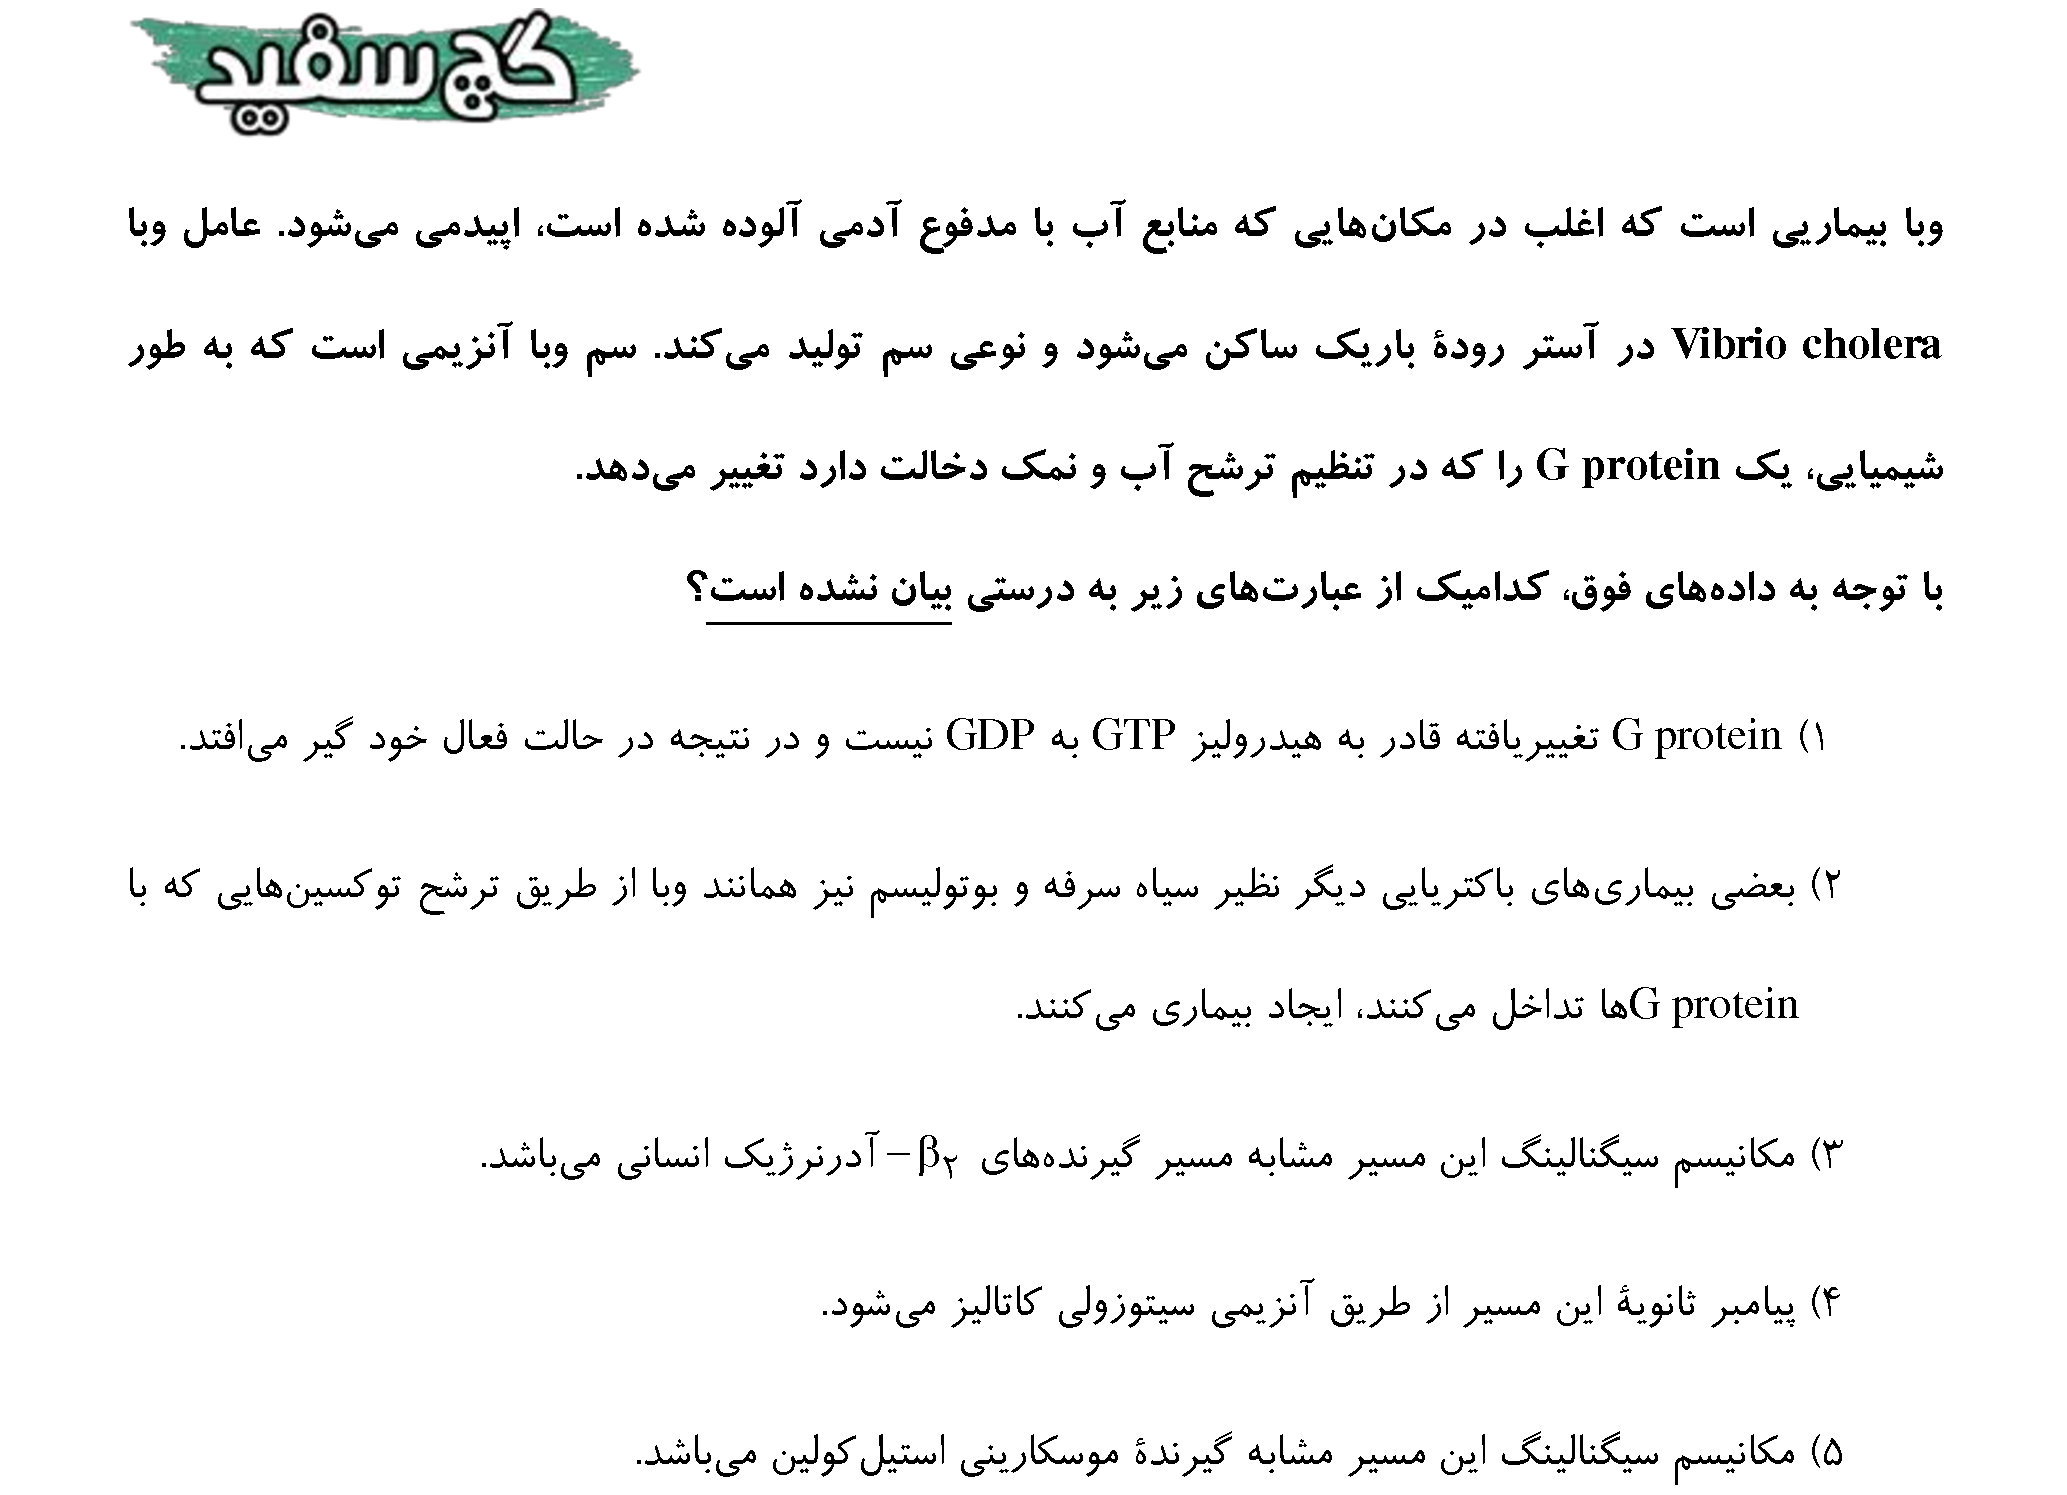 گچ سفید
وبا بیماریی است که اغلب در مکان‌هایی که منابع آب با مدفوع آدمی آلوده شده است، اپیدمی می‌شود. عامل وبا
Vibrio cholera در آستر رودۀ باریک ساکن می‌شود و نوعی سم تولید می‌کند. سم وبا آنزیمی است که به طور
شیمیایی، یک G protein را که در تنظیم ترشح آب و نمک دخالت دارد تغییر می‌دهد.
با توجه به داده‌های فوق، کدامیک از عبارت‌های زیر به درستی بیان نشده است؟
۱) G protein تغییریافته قادر به هیدرولیز GTP به GDP نیست و در نتیجه در حالت فعال خود گیر می‌افتد.
۲) بعضی بیماری‌های باکتریایی دیگر نظیر سیاه سرفه و بوتولیسم نیز همانند وبا از طریق ترشح توکسین‌هایی که با
G proteinها تداخل می‌کنند، ایجاد بیماری می‌کنند.
۳) مکانیسم سیگنالینگ این مسیر مشابه مسیر گیرنده‌های β۲–آدرنرژیک انسانی می‌باشد.
۴) پیامبر ثانویۀ این مسیر از طریق آنزیمی سیتوزولی کاتالیز می‌شود.
۵) مکانیسم سیگنالینگ این مسیر مشابه گیرندۀ موسکارینی استیل‌کولین می‌باشد.